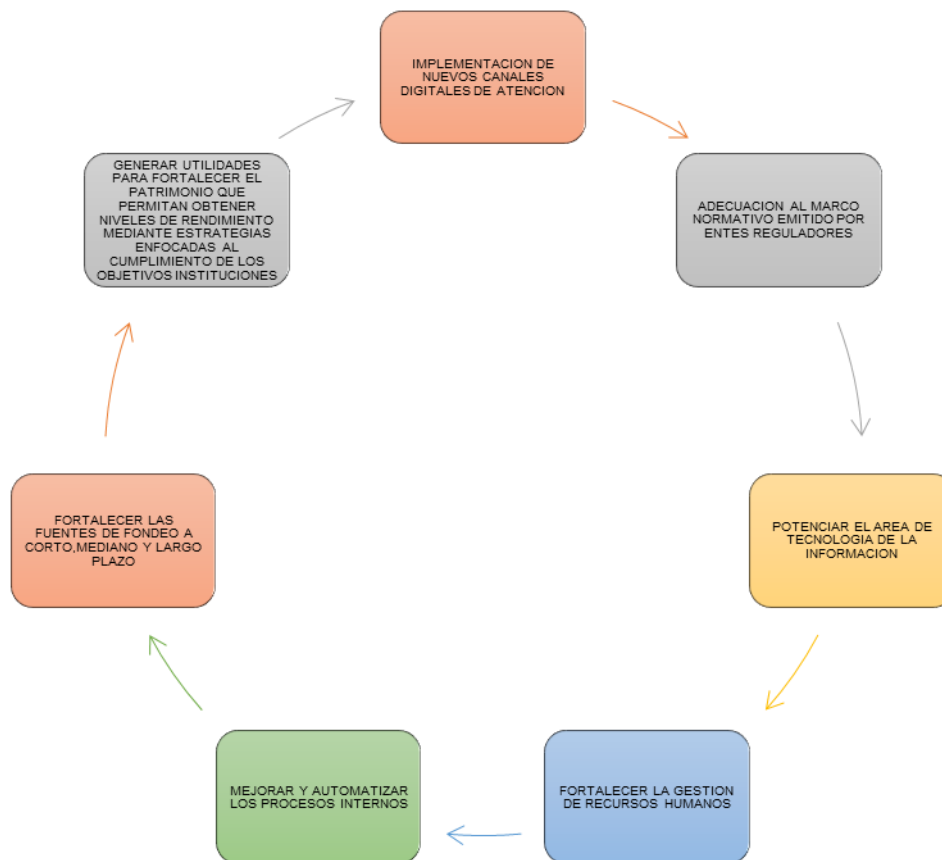 IMPLEMENTACION DE
NUEVOS CANALES
DIGITALES DE ATENCION
ADECUACION AL MARCO
NORMATIVO EMITIDO POR
ENTES REGULADORES
POTENCIAR EL AREA DE
TECNOLOGIA DE LA
INFORMACION
FORTALECER LA GESTION
DE RECURSOS HUMANOS
MEJORAR Y AUTOMATIZAR
LOS PROCESOS INTERNOS
FORTALECER LAS
FUENTES DE FONDEO A
CORTO,MEDIANO Y LARGO
PLAZO
GENERAR UTILIDADES
PARA FORTALECER EL
PATRIMONIO QUE
PERMITAN OBTENER
NIVELES DE RENDIMIENTO
MEDIANTE ESTRATEGIAS
ENFOCADAS AL
CUMPLIMIENTO DE LOS
OBJETIVOS INSTITUCIONES